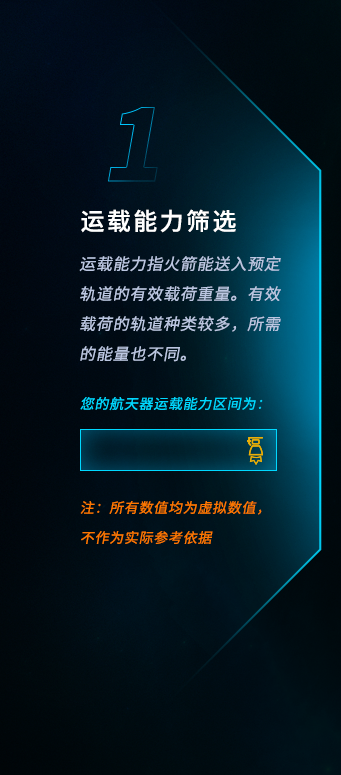 1
运载能力筛选
运载能力指火箭能送入预定
轨道的有效载荷重量。有效
载荷的轨道种类较多，所需
的能量也不同。
您的航天器运载能力区间为：
注：所有数值均为虚拟数值，
不作为实际参考依据